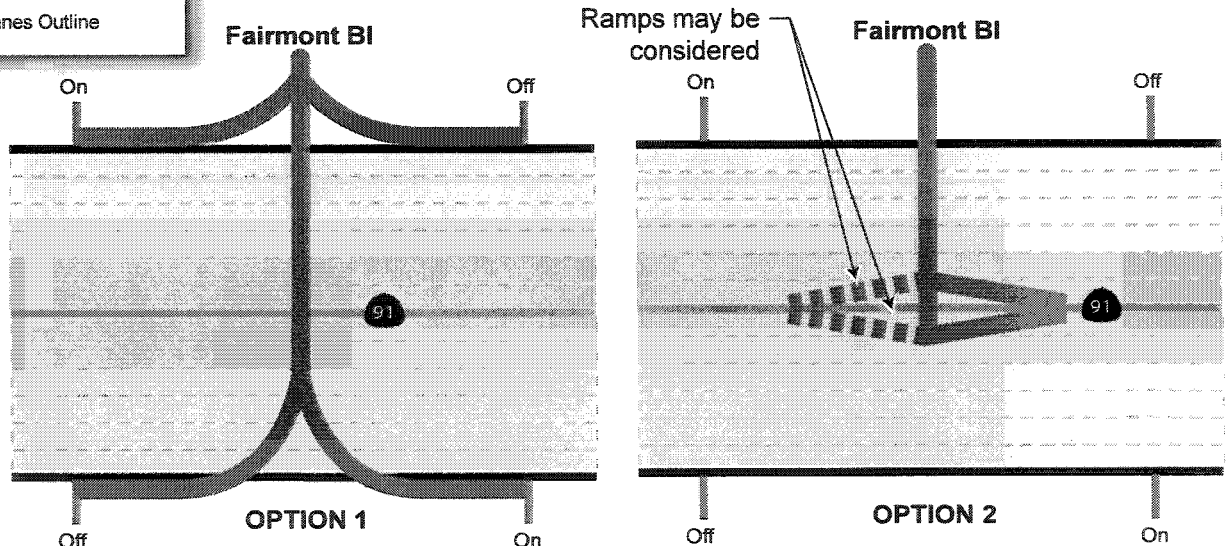 anes Outline
Fairmont Bl
On
Off
91
Off
On
OPTION 1
Ramps may be
considered
Fairmont Bl
On
Off
91
Off
On
OPTION 2